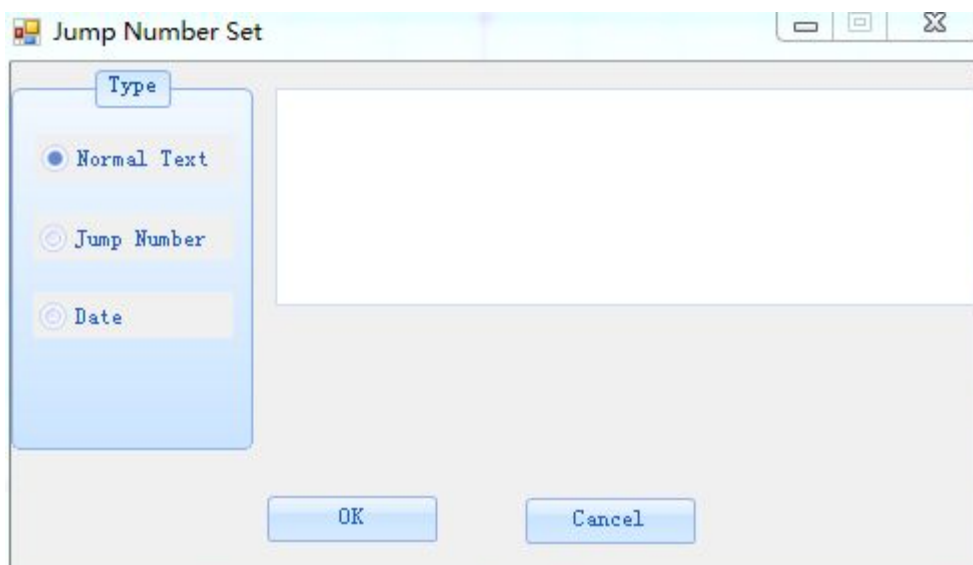 Jump Number Set
Type
Normal Text
Jump Number
Date
OK
Cancel